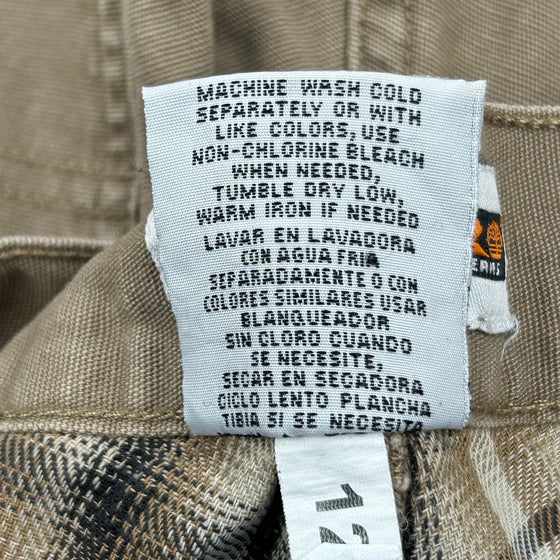 MACHINE WASH COLD
SEPARATELY OR WITH
LIKE COLORS, USE
NON-CHLORINE BLEACH
WHEN NEEDED,
TUMBLE DRY LOW,
WARM IRON IF NEEDED
LAVAR EN LAVADORA
CON AGUA FRIA
SEPARADAMENTE O CON
COLORES SIMILARES USAR
BLANQUEADOR
SIN CLORO CUANDO
SE NECESITE,
SECAR EN SECADORA
CICLO LENTO PLANCHA
TIBIA SI SE NECESITA
12